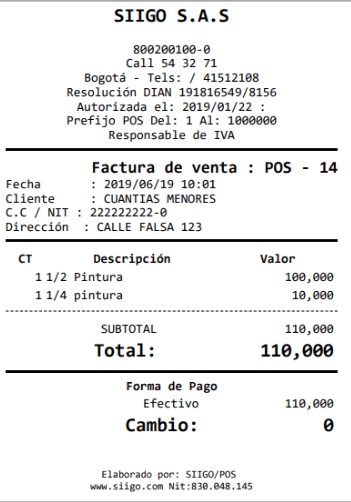 SIIGO S.A.S
800200100-0
Call 54 32 71
Bogotá - Tels: / 41512108
Resolución DIAN 191816549/8156
Autorizada el: 2019/01/22 :
Prefijo POS Del: 1 Al: 1000000
Responsable de IVA
Factura de venta : POS - 14
Fecha : 2019/06/19 10:01
Cliente : CUANTIAS MENORES
C.C / NIT : 222222222-0
Dirección : CALLE FALSA 123
CT Descripción Valor
1 1/2 Pintura 100,000
1 1/4 pintura 10,000
SUBTOTAL 110,000
Total: 110,000
Forma de Pago
Efectivo 110,000
Cambio: 0
Elaborado por: SIIGO/POS
www.siigo.com Nit:830.048.145